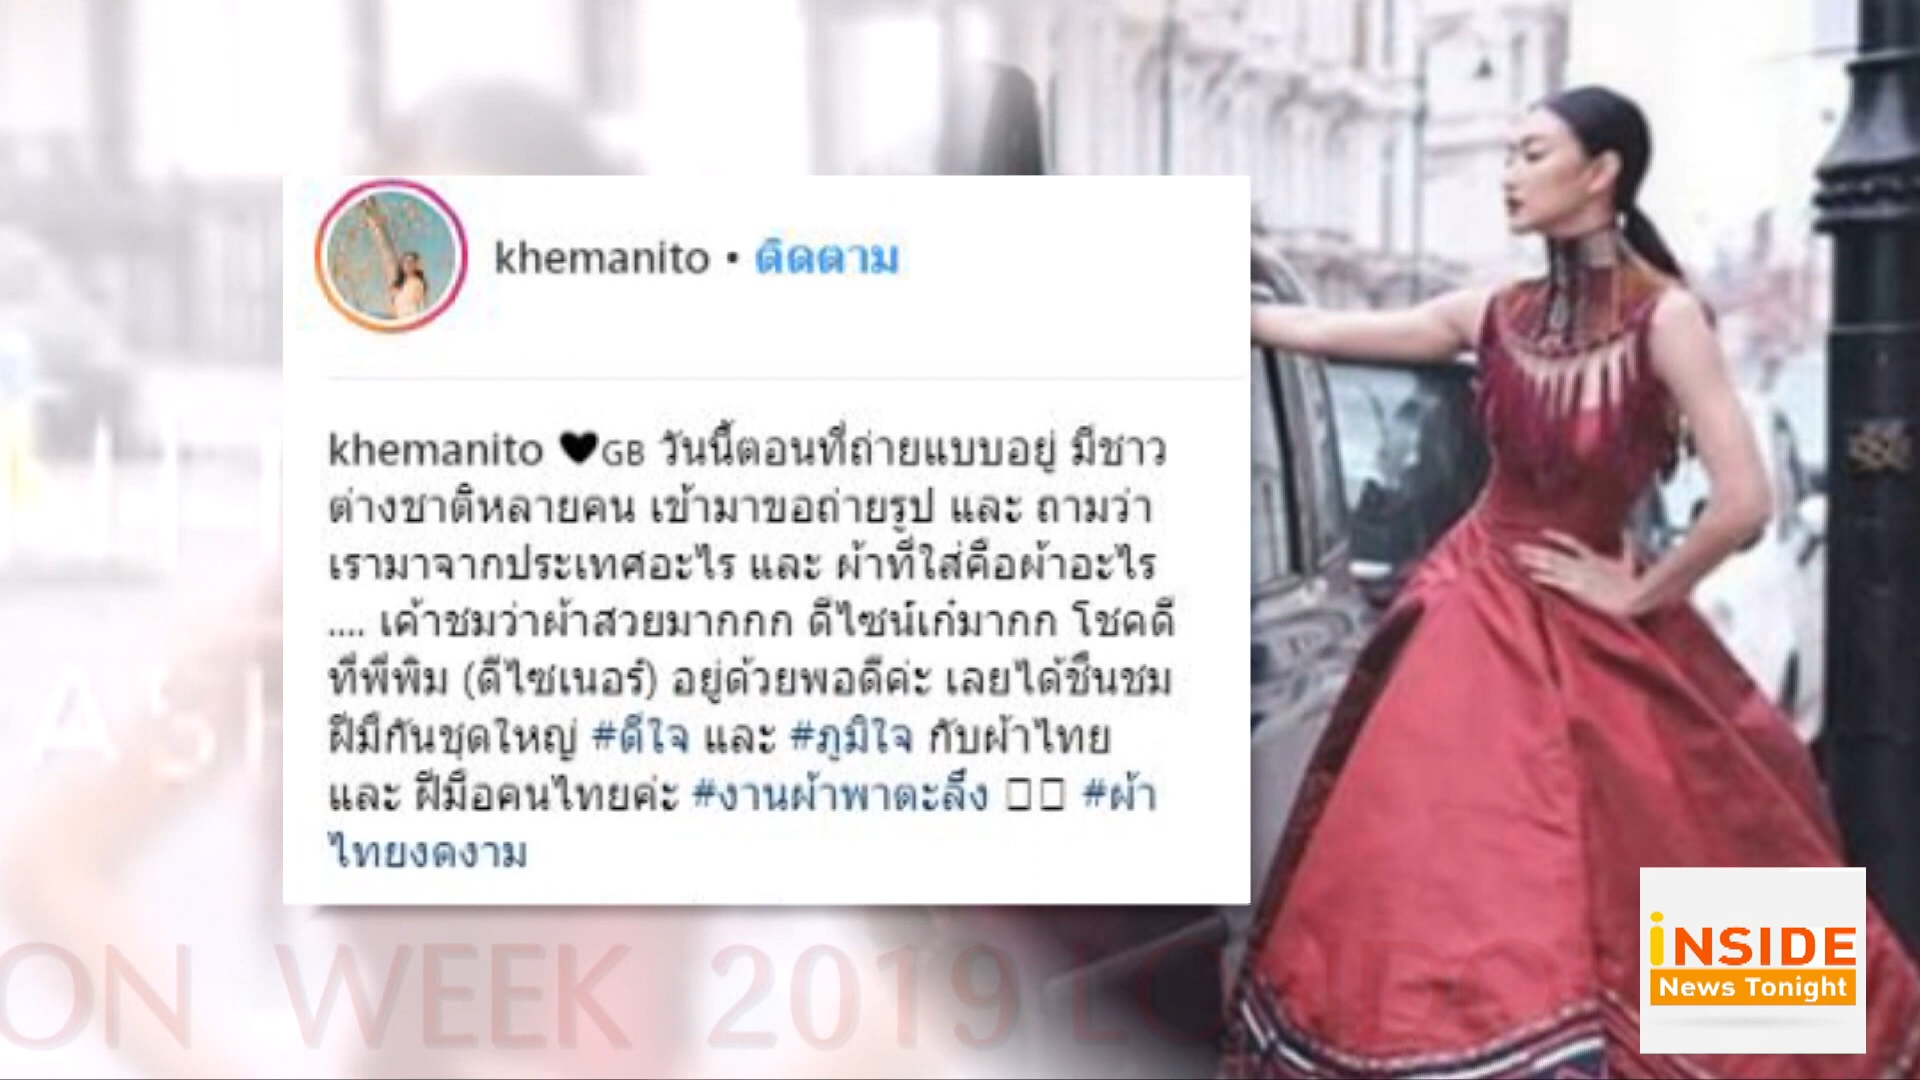 khemanito • ติดตาม
khemanito 🖤GB วันนี้ตอนที่ถ่ายแบบอยู่ มีชาว
ต่างชาติหลายคน เข้ามาขอถ่ายรูป และ ถามว่า
เรามาจากประเทศอะไร และ ผ้าที่ใส่คือผ้าอะไร
.... เค้าชมว่าผ้าสวยมากกก ดีไซน์เก๋มากก โชคดี
ที่พี่พิม (ดีไซเนอร์) อยู่ด้วยพอดีค่ะ เลยได้ชื่นชม
ฝีมือกันชุดใหญ่ #ดีใจ และ #ภูมิใจ กับผ้าไทย
และ ฝีมือคนไทยค่ะ #งานผ้าพาตะลึง □□ #ผ้า
ไทยงดงาม
ON WEEK 2019 LONDO
iNSIDE
News Tonight